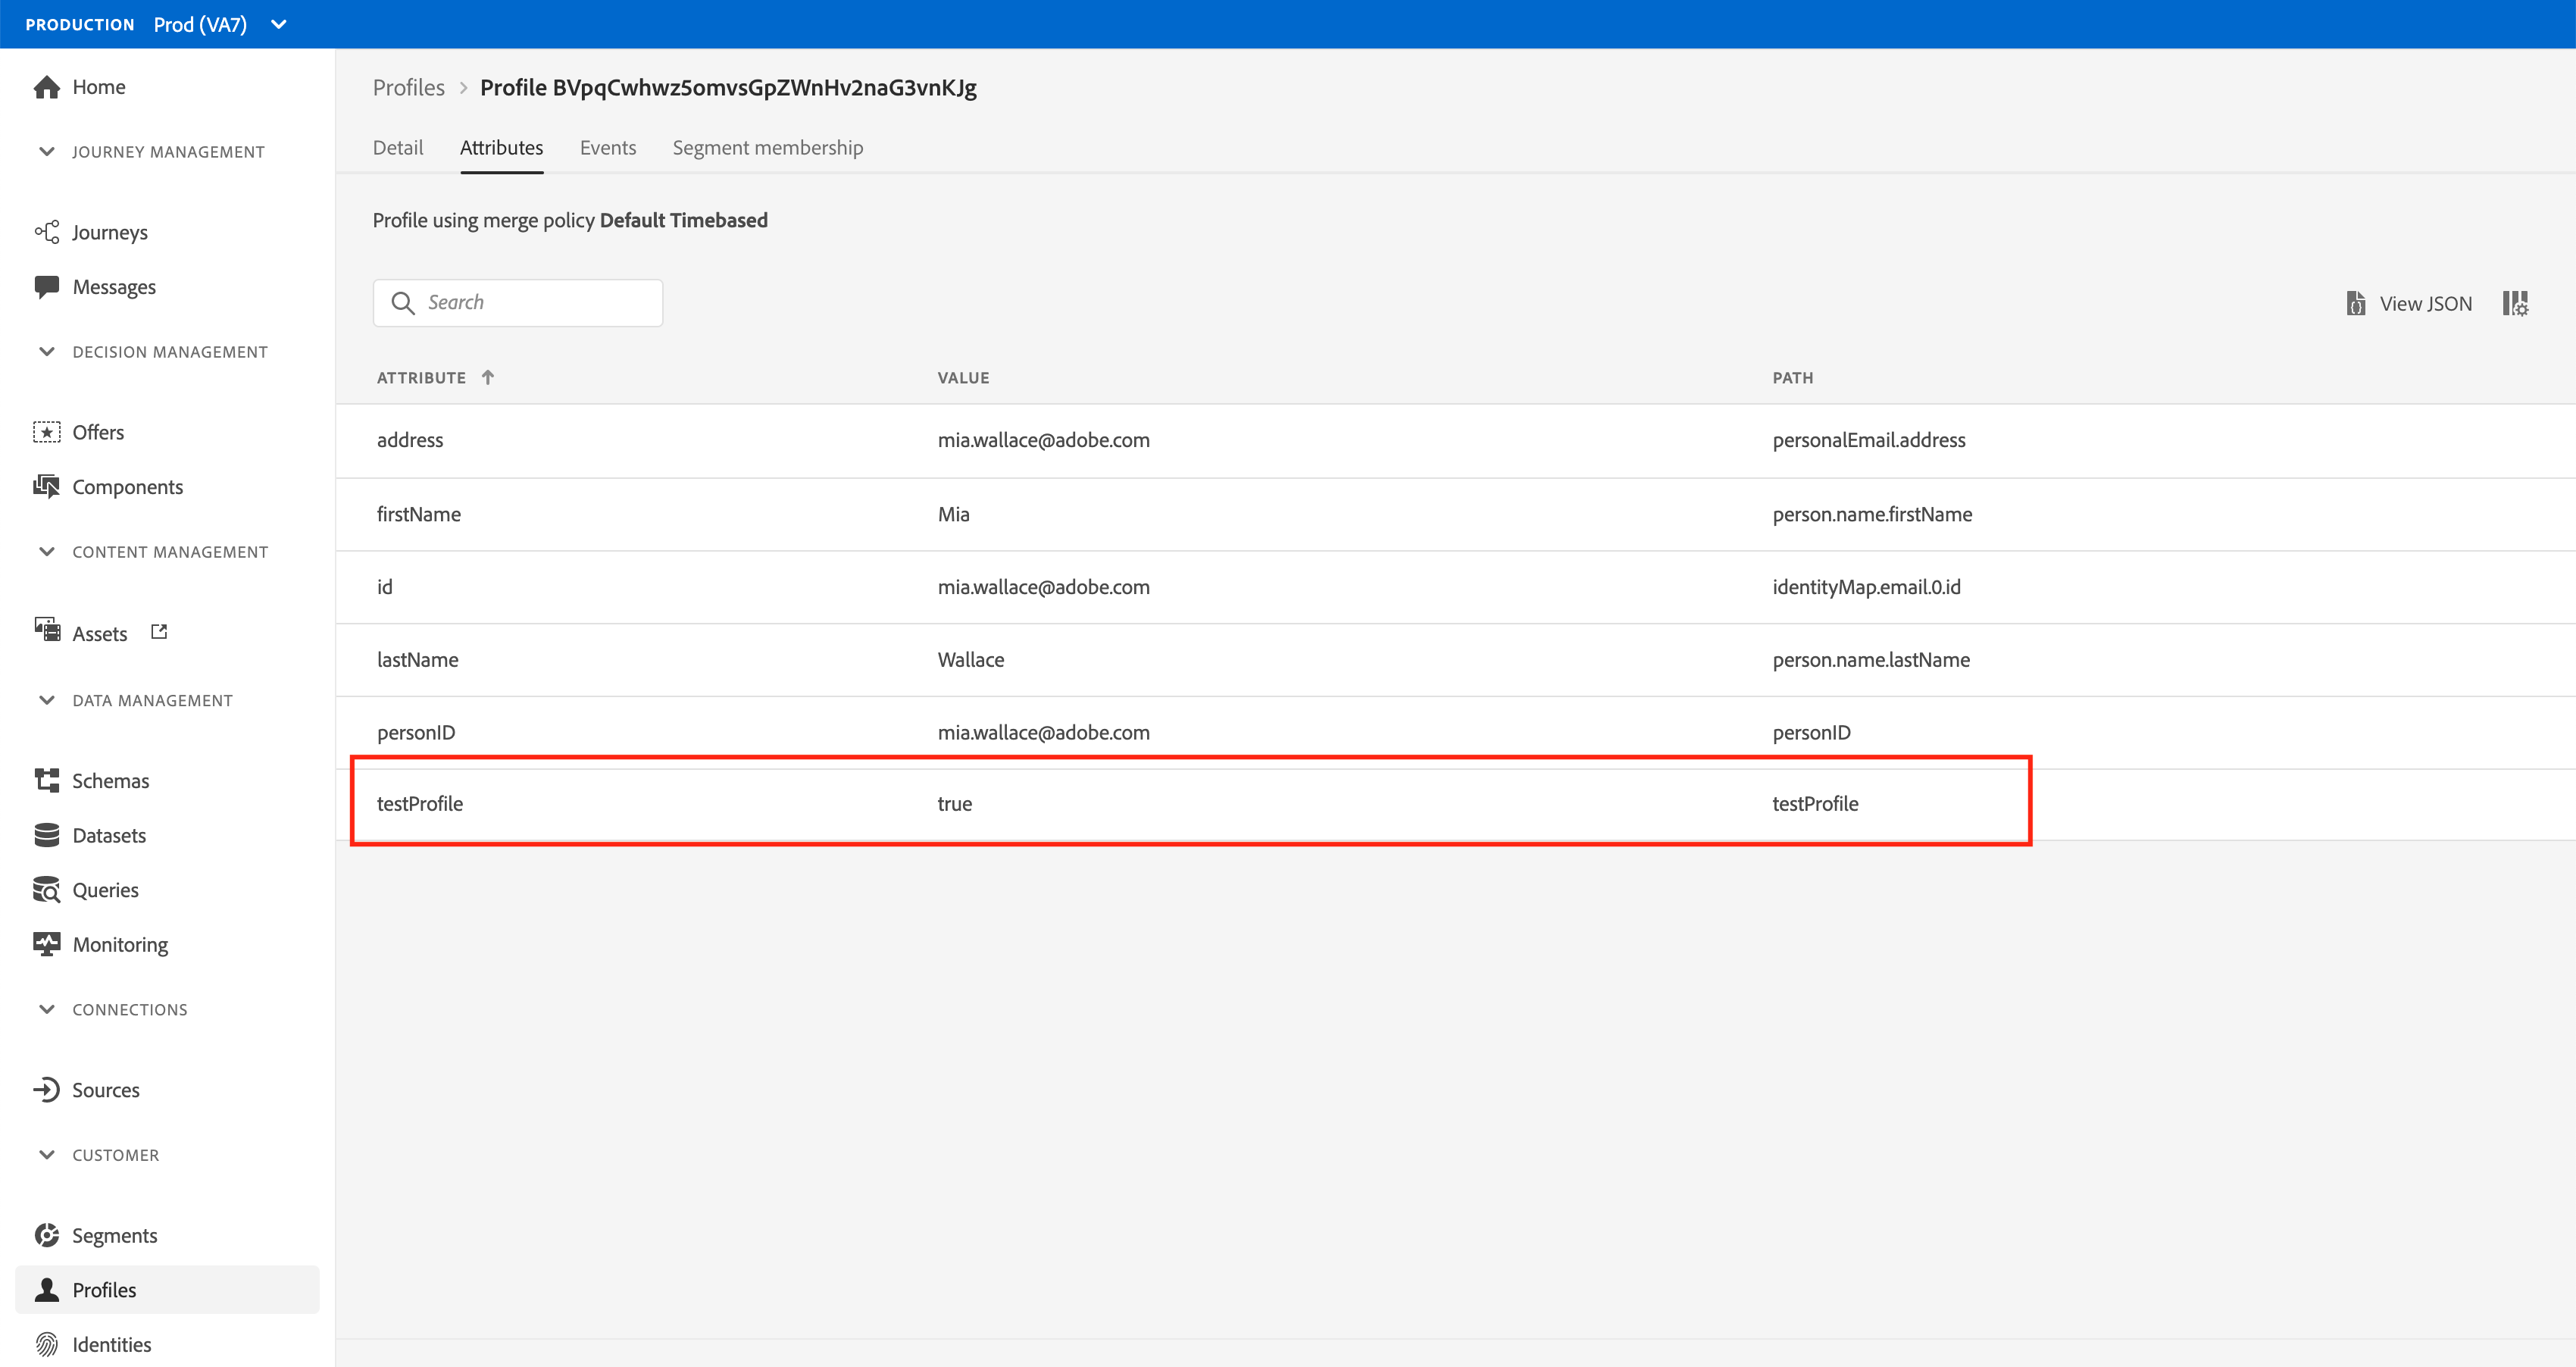 PRODUCTION Prod (VA7)
Home
JOURNEY MANAGEMENT
Journeys
Messages
DECISION MANAGEMENT
Offers
Components
CONTENT MANAGEMENT
Assets
DATA MANAGEMENT
Schemas
Datasets
Queries
Monitoring
CONNECTIONS
Sources
CUSTOMER
Segments
Profiles
Identities
Profiles > Profile BVpqCwhwz5omvsGpZWnHv2naG3vnKJg
Detail Attributes Events Segment membership
Profile using merge policy Default Timebased
Search View JSON
ATTRIBUTE VALUE PATH
address mia.wallace@adobe.com personalEmail.address
firstName Mia person.name.firstName
id mia.wallace@adobe.com identityMap.email.0.id
lastName Wallace person.name.lastName
personID mia.wallace@adobe.com personID
testProfile true testProfile